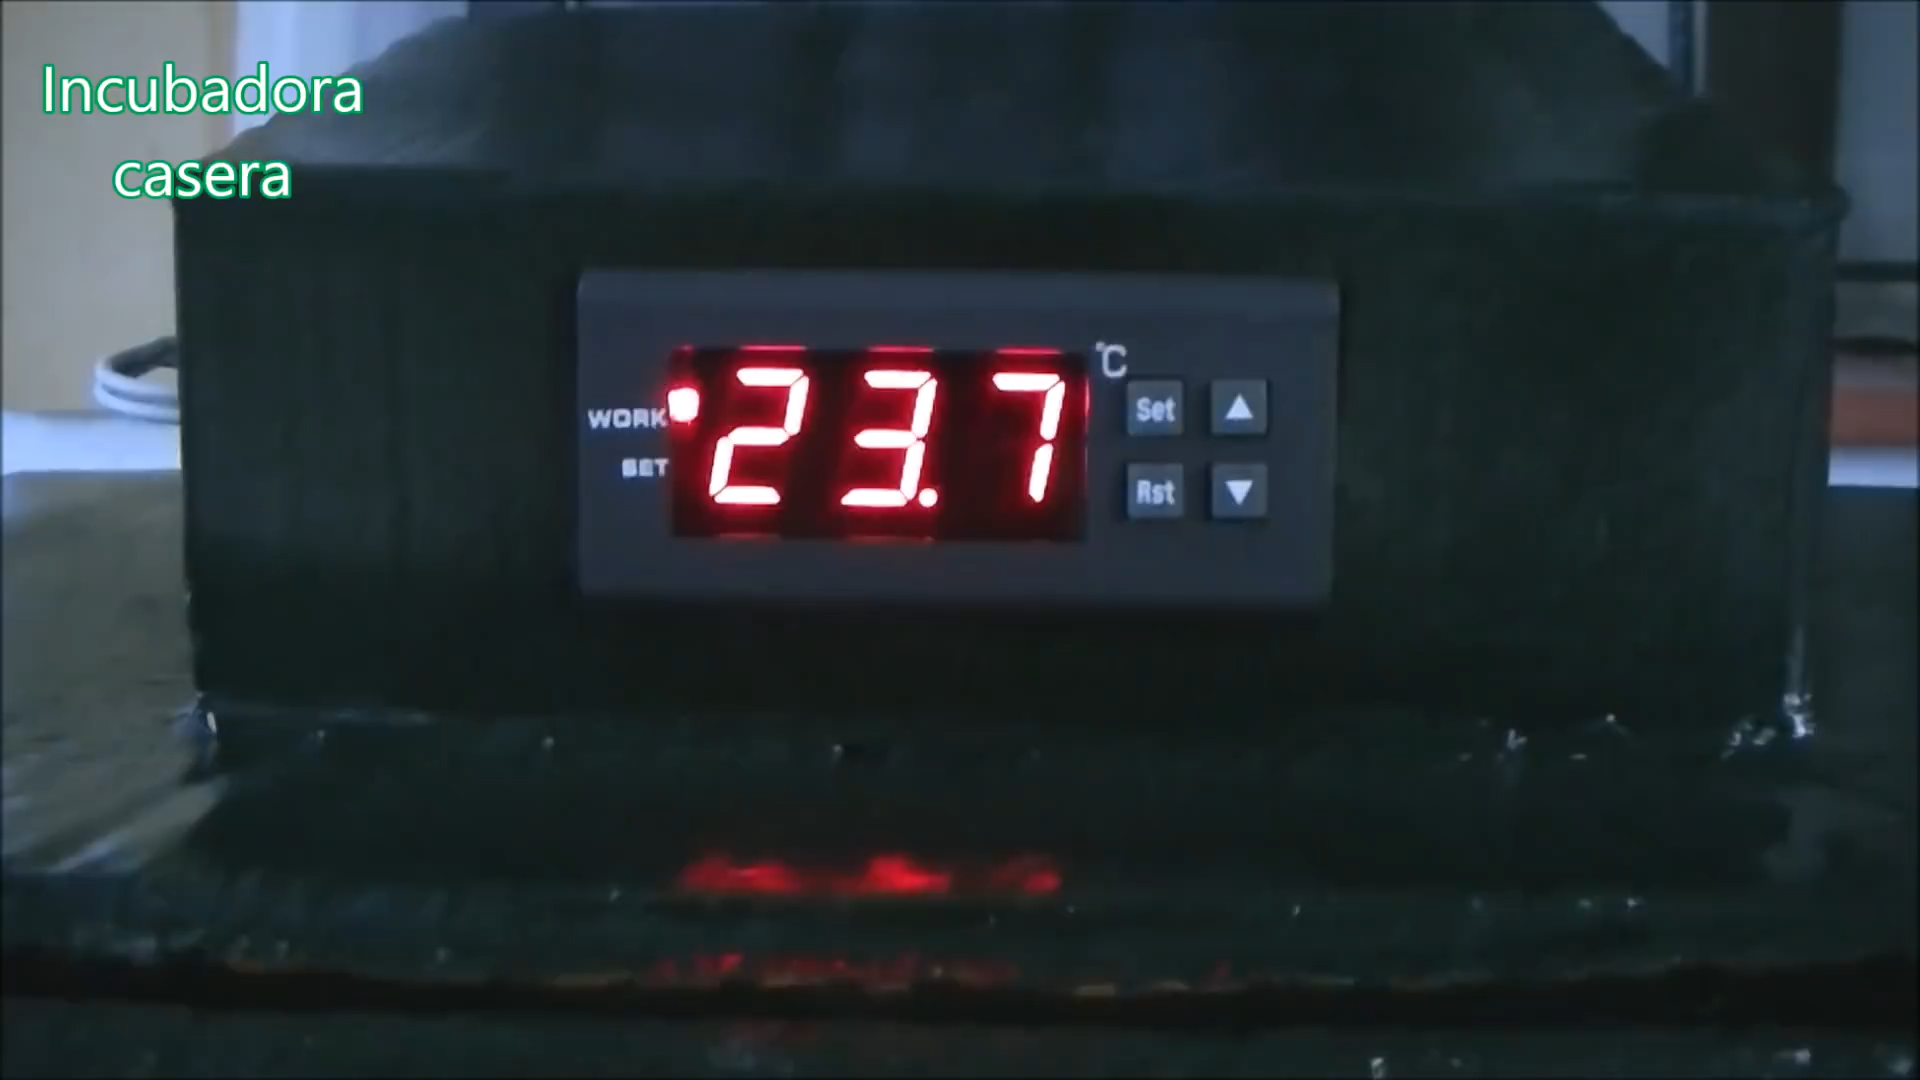 Incubadora
casera
WORK
SET
23.7
°C
Set
▲
Rst
▼